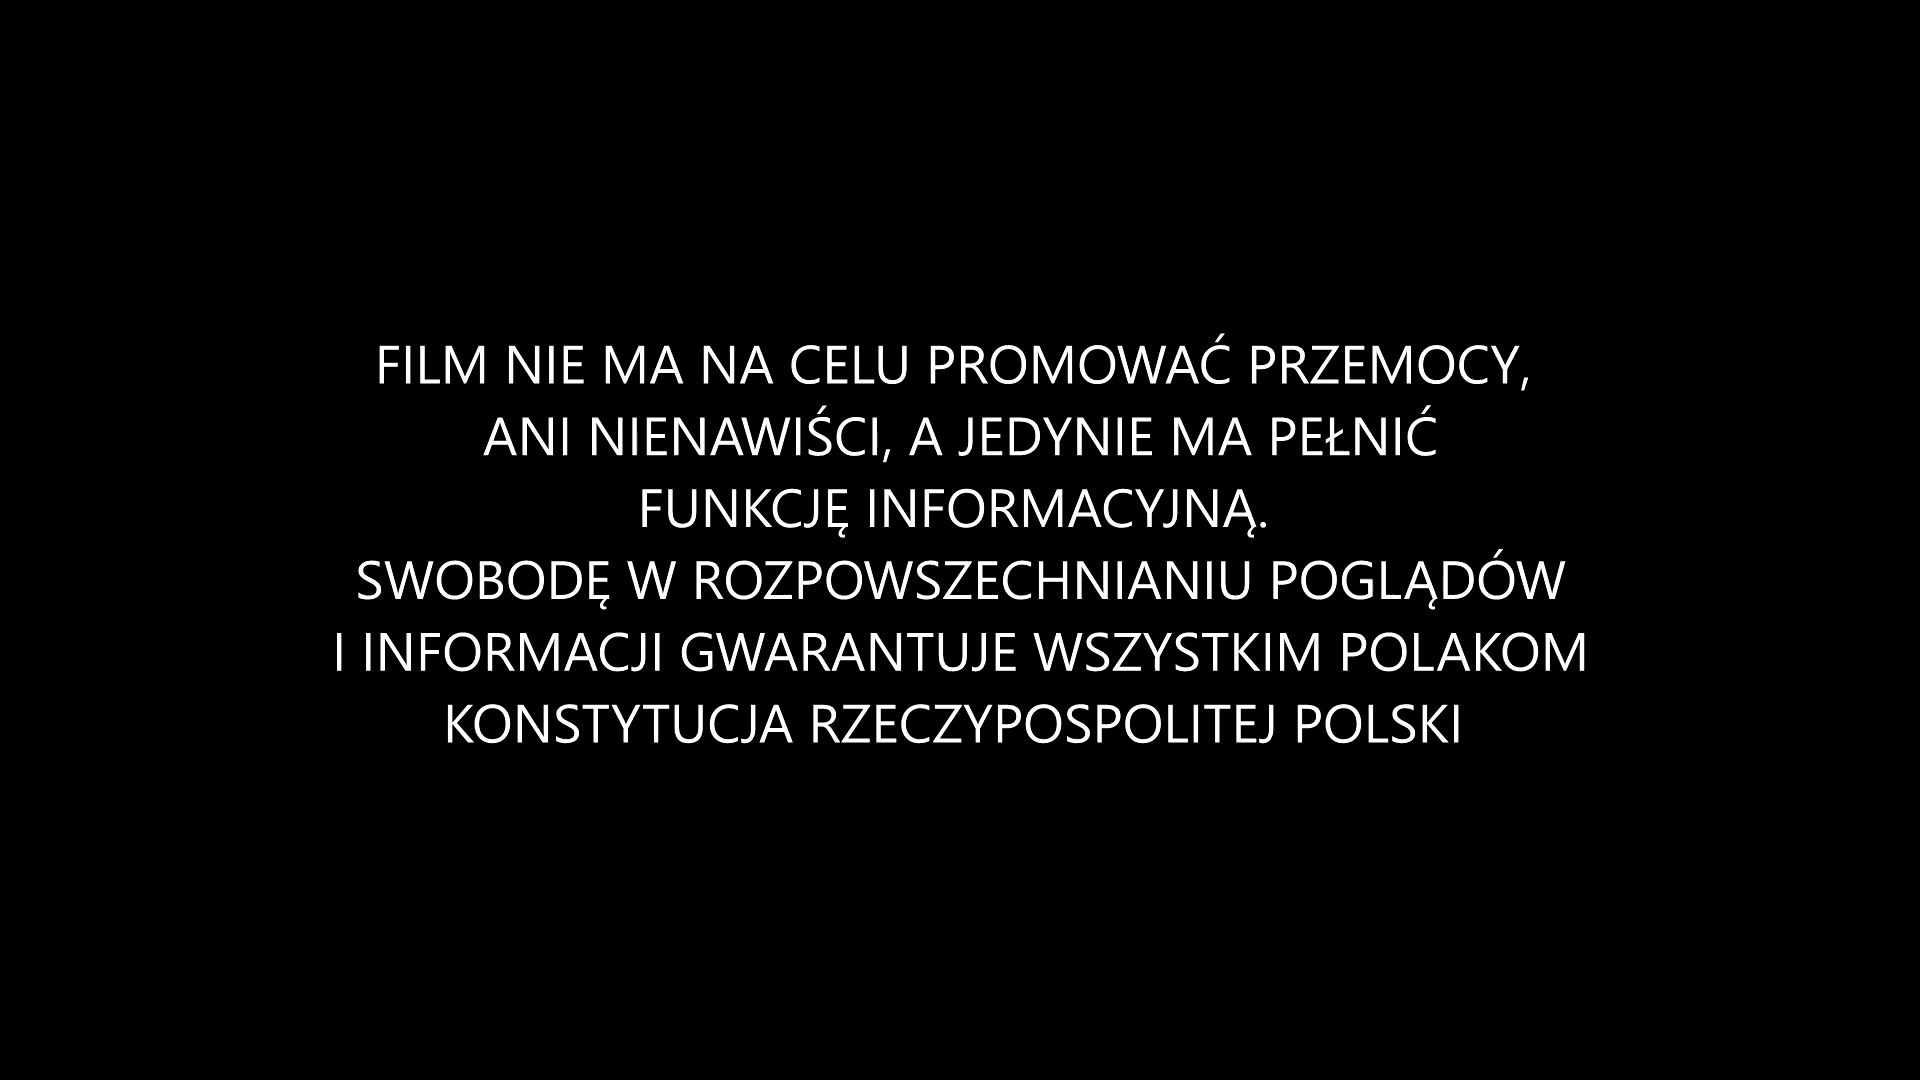 FILM NIE MA NA CELU PROMOWAĆ PRZEMOCY,
ANI NIENAWIŚCI, A JEDYNIE MA PEŁNIĆ
FUNKCJĘ INFORMACYJNĄ.
SWOBODĘ W ROZPOWSZECHNIANIU POGLĄDÓW
I INFORMACJI GWARANTUJE WSZYSTKIM POLAKOM
KONSTYTUCJA RZECZYPOSPOLITEJ POLSKI